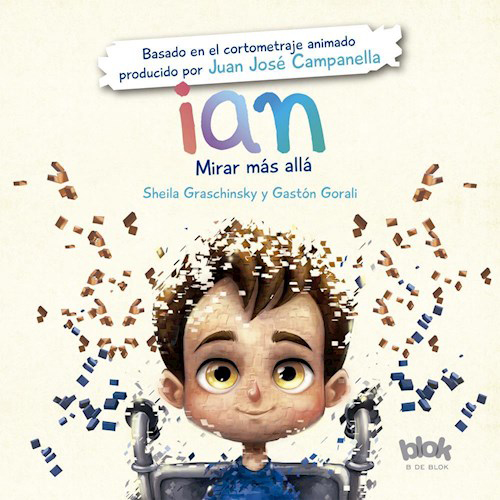 Basado en el cortometraje animado
producido por Juan José Campanella
ian
Mirar más allá
Sheila Graschinsky y Gastón Gorali
blok
B DE BLOK